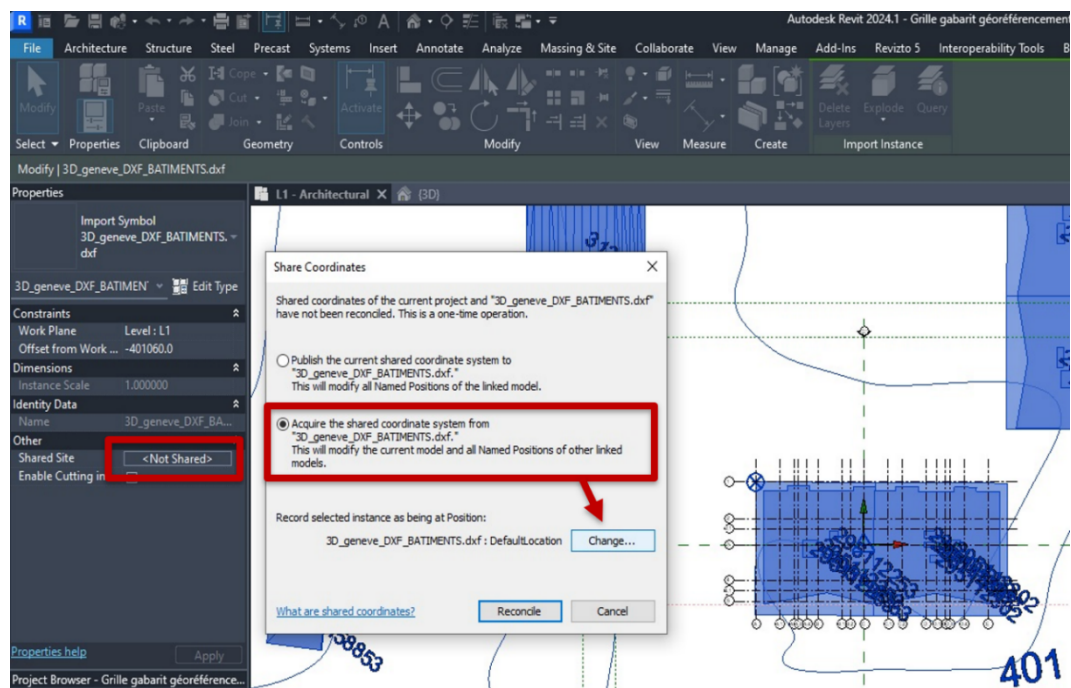 Autodesk Revit 2024.1 - Grille gabarit géoréférencement
File Architecture Structure Steel Precast Systems Insert Annotate Analyze Massing & Site Collaborate View Manage Add-Ins Revizto 5 Interoperability Tools B
Modify
Paste
Cope
Cut
Join
Activate
Delete Layers
Explode
Query
Select Properties Clipboard Geometry Controls Modify View Measure Create Import Instance
Modify | 3D_geneve_DXF_BATIMENTS.dxf
Properties
L1 - Architectural
{3D}
Import Symbol
3D_geneve_DXF_BATIMENTS.
dxf
3D_geneve_DXF_BATIMEN Edit Type
Constraints
Work Plane Level : L1
Offset from Work ... -401060.0
Dimensions
Instance Scale 1.000000
Identity Data
Name 3D_geneve_DXF_BA...
Other
Shared Site <Not Shared>
Enable Cutting in
Properties help
Apply
Project Browser - Grille gabarit géoréférence...
Share Coordinates
Shared coordinates of the current project and "3D_geneve_DXF_BATIMENTS.dxf"
have not been reconciled. This is a one-time operation.
Publish the current shared coordinate system to
"3D_geneve_DXF_BATIMENTS.dxf."
This will modify all Named Positions of the linked model.
Acquire the shared coordinate system from
"3D_geneve_DXF_BATIMENTS.dxf."
This will modify the current model and all Named Positions of other linked
models.
Record selected instance as being at Position:
3D_geneve_DXF_BATIMENTS.dxf : DefaultLocation Change...
What are shared coordinates?
Reconcile
Cancel
401